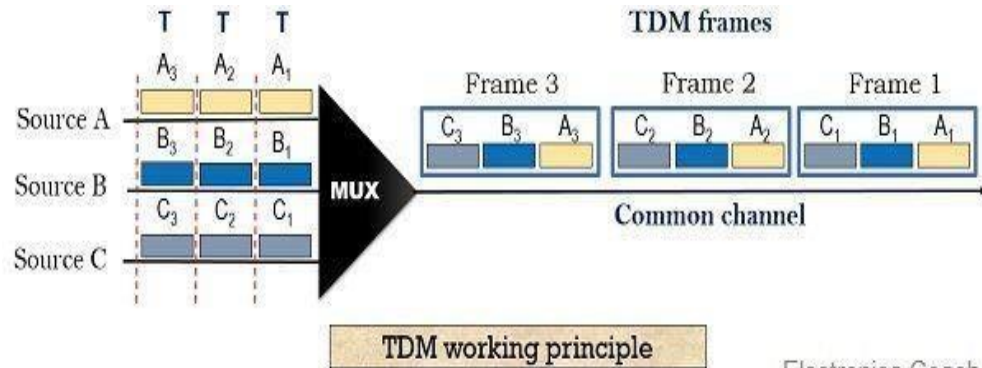 T T T
TDM frames
A3 A2 A1
Frame 3 Frame 2 Frame 1
Source A
B3 B2 B1
C3 B3 A3 C2 B2 A2 C1 B1 A1
Source B
MUX
C3 C2 C1
Common channel
Source C
TDM working principle